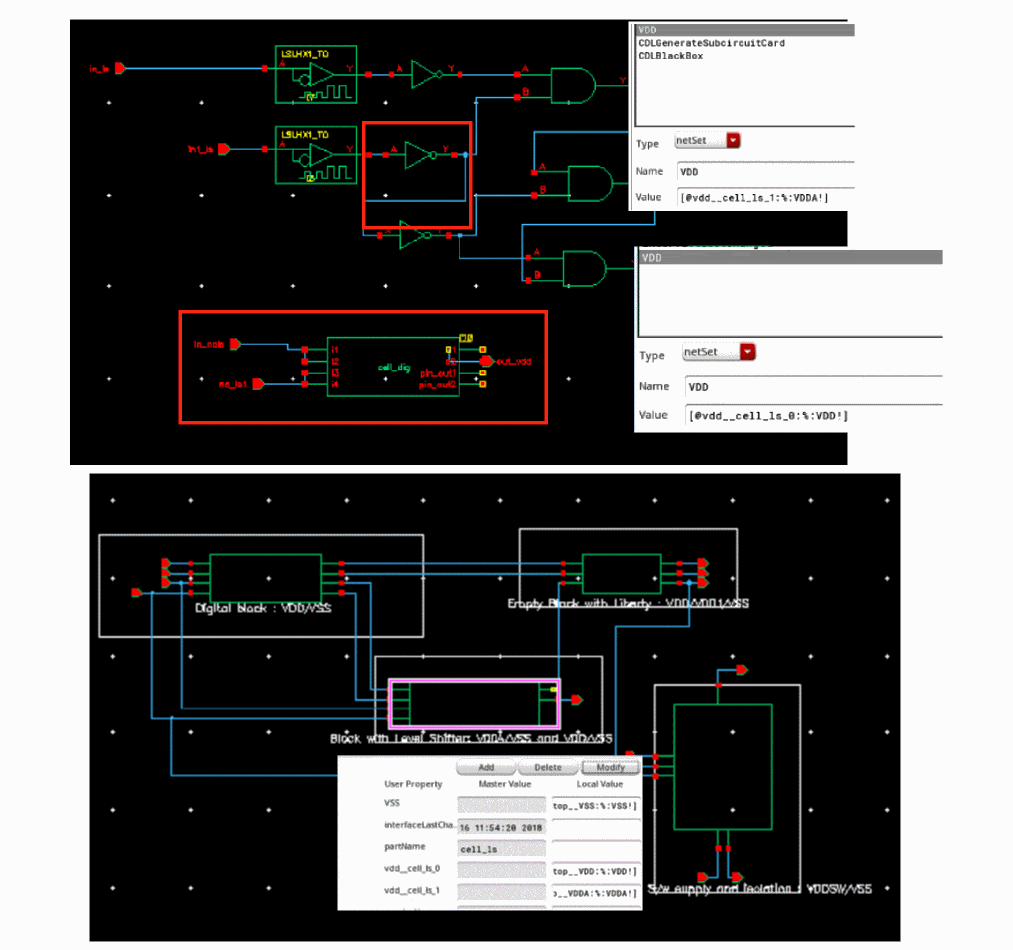 LSLHX1_TO
A
Y
A
Y
A
B
Y
in_ls
LSLHX1_TO
A
Y
A
Y
in1_ls
A
B
A
Y
A
B
VDD
CDLGenerateSubcircuitCard
CDLBlackBox
Type netSet
Name VDD
Value [@vdd__cell_ls_1:%:VDDA!]
VDD
Type netSet
Name VDD
Value [@vdd__cell_ls_0:%:VDD!]
i1
i2
i3
i4
cell_dig
out_vdd
pin_out1
pin_out2
Digital block : VDD/VSS
Empty Block with Liberty : VDD/VDD1/VSS
Block with Level Shifter: VDDA/VSS and VDD/VSS
S/w supply and Isolation : VDDSW/VSS
Add Delete Modify
User Property Master Value Local Value
VSS top__VSS:%:VSS!]
interfaceLastCha.. 16 11:54:20 2018
partName cell_ls
vdd__cell_ls_0 top__VDD:%:VDD!]
vdd__cell_ls_1 __VDDA:%:VDDA!]